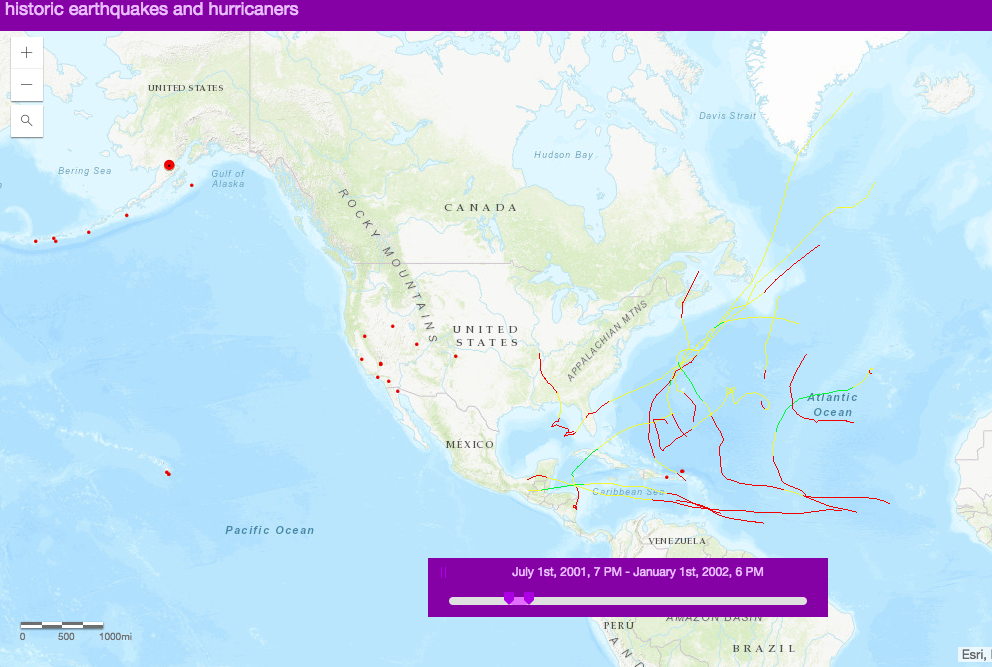 historic earthquakes and hurricaners
+
−
UNITED STATES
Davis Strait
Bering Sea
Gulf of
Alaska
Hudson Bay
CANADA
ROCKY MOUNTAINS
UNITED
STATES
APPALACHIAN MTNS
Atlantic
Ocean
MÉXICO
Caribbean Sea
Pacific Ocean
VENEZUELA
July 1st, 2001, 7 PM - January 1st, 2002, 6 PM
AMAZON BASIN
PERU
BRAZIL
AND
0 500 1000mi
Esri,